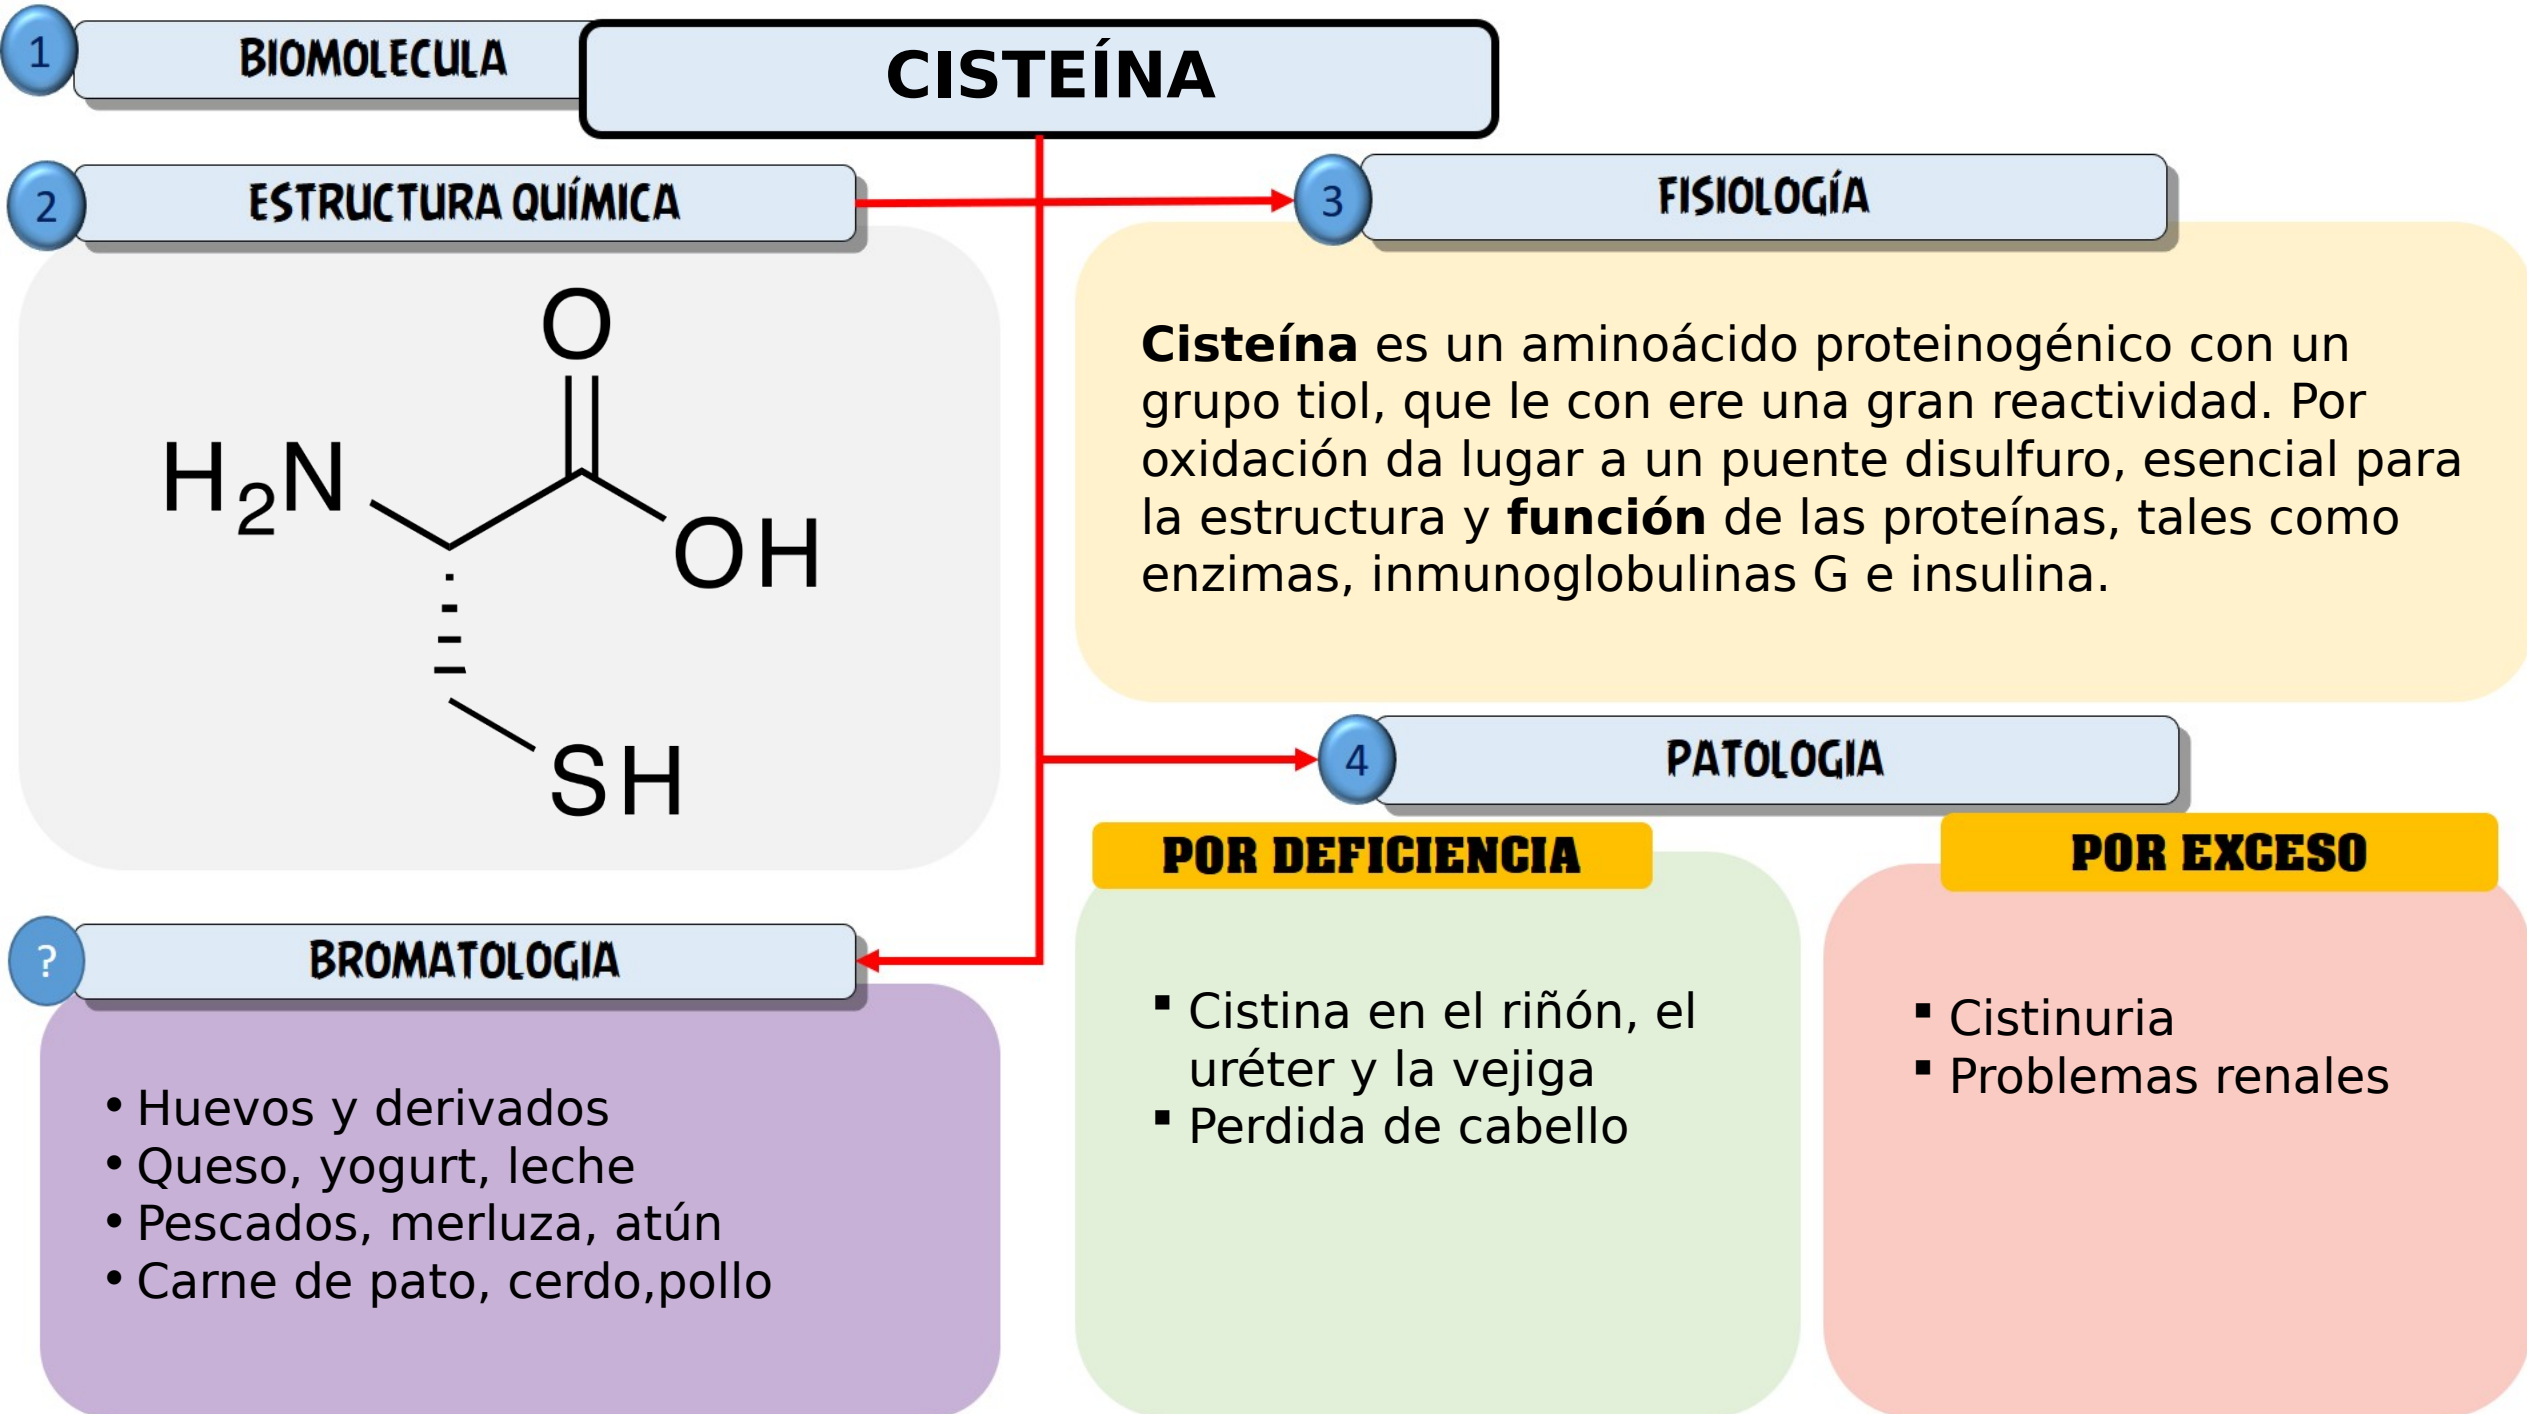 1
BIOMOLECULA
CISTEÍNA
2
ESTRUCTURA QUÍMICA
O
H2N
OH
SH
3
FISIOLOGÍA
Cisteína es un aminoácido proteinogénico con un
grupo tiol, que le con ere una gran reactividad. Por
oxidación da lugar a un puente disulfuro, esencial para
la estructura y función de las proteínas, tales como
enzimas, inmunoglobulinas G e insulina.
4
PATOLOGIA
POR DEFICIENCIA
▪ Cistina en el riñón, el
uréter y la vejiga
▪ Perdida de cabello
POR EXCESO
▪ Cistinuria
▪ Problemas renales
?
BROMATOLOGIA
• Huevos y derivados
• Queso, yogurt, leche
• Pescados, merluza, atún
• Carne de pato, cerdo,pollo